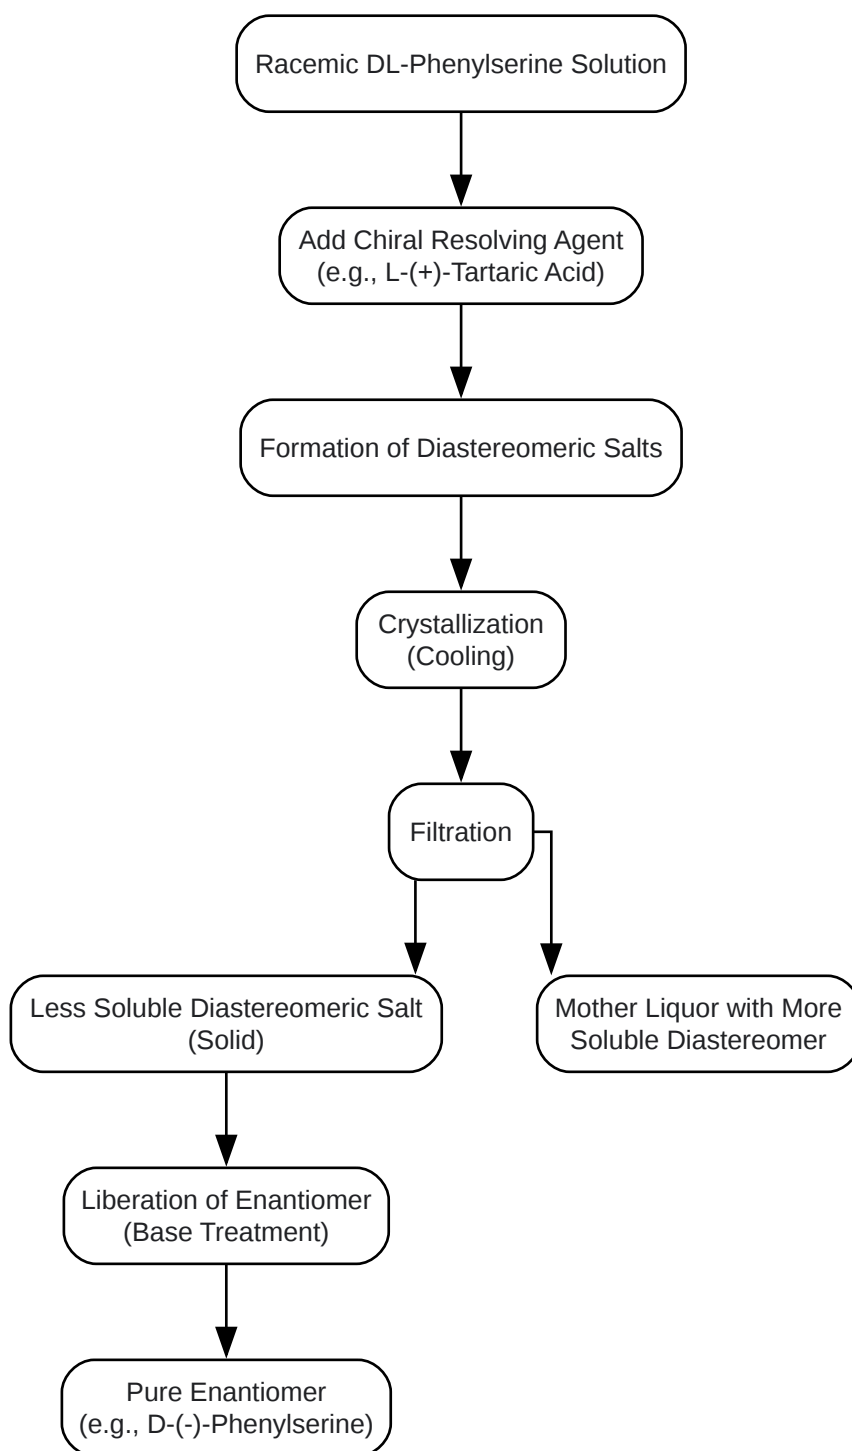 Racemic DL-Phenylserine Solution
Add Chiral Resolving Agent
(e.g., L-(+)-Tartaric Acid)
Formation of Diastereomeric Salts
Crystallization
(Cooling)
Filtration
Less Soluble Diastereomeric Salt
(Solid)
Mother Liquor with More
Soluble Diastereomer
Liberation of Enantiomer
(Base Treatment)
Pure Enantiomer
(e.g., D-(-)-Phenylserine)